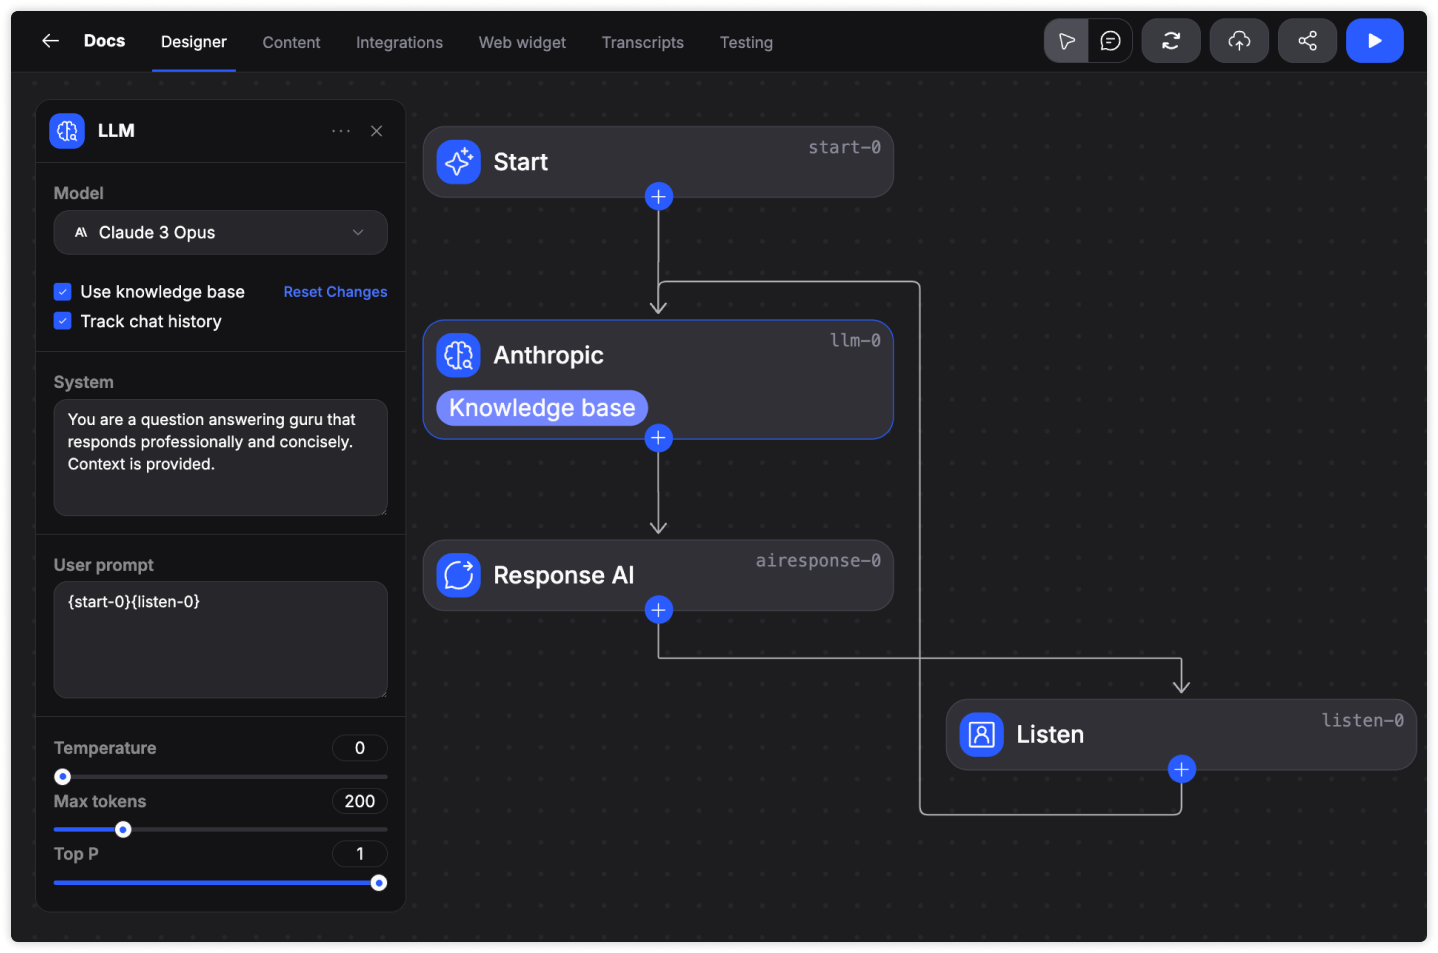 Docs
Designer
Content
Integrations
Web widget
Transcripts
Testing
LLM
Model
Claude 3 Opus
Use knowledge base
Reset Changes
Track chat history
System
You are a question answering guru that
responds professionally and concisely.
Context is provided.
User prompt
{start-0}{listen-0}
Temperature
0
Max tokens
200
Top P
1
Start
start-0
Anthropic
llm-0
Knowledge base
Response AI
airesponse-0
Listen
listen-0